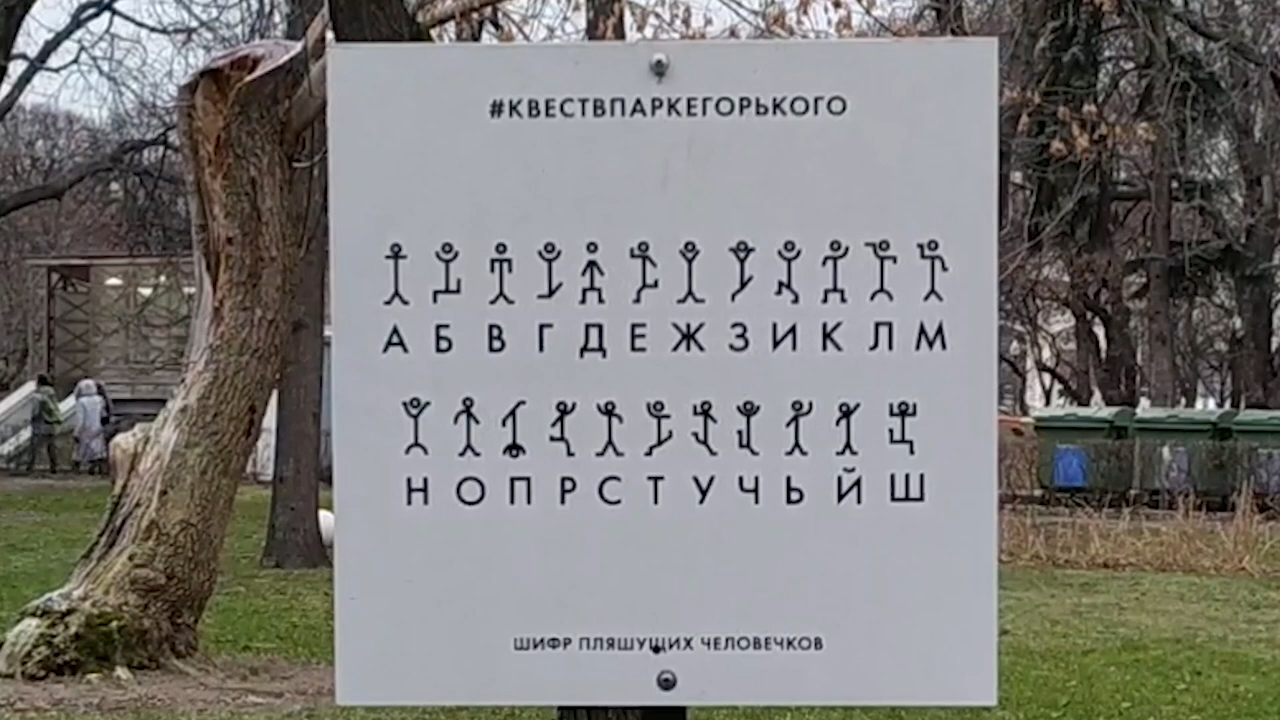 #КВЕСТВПАРКЕГОРЬКОГО
А Б В Г Д Е Ж З И К Л М
Н О П Р С Т У Ч Ь Й Ш
ШИФР ПЛЯШУЩИХ ЧЕЛОВЕЧКОВ